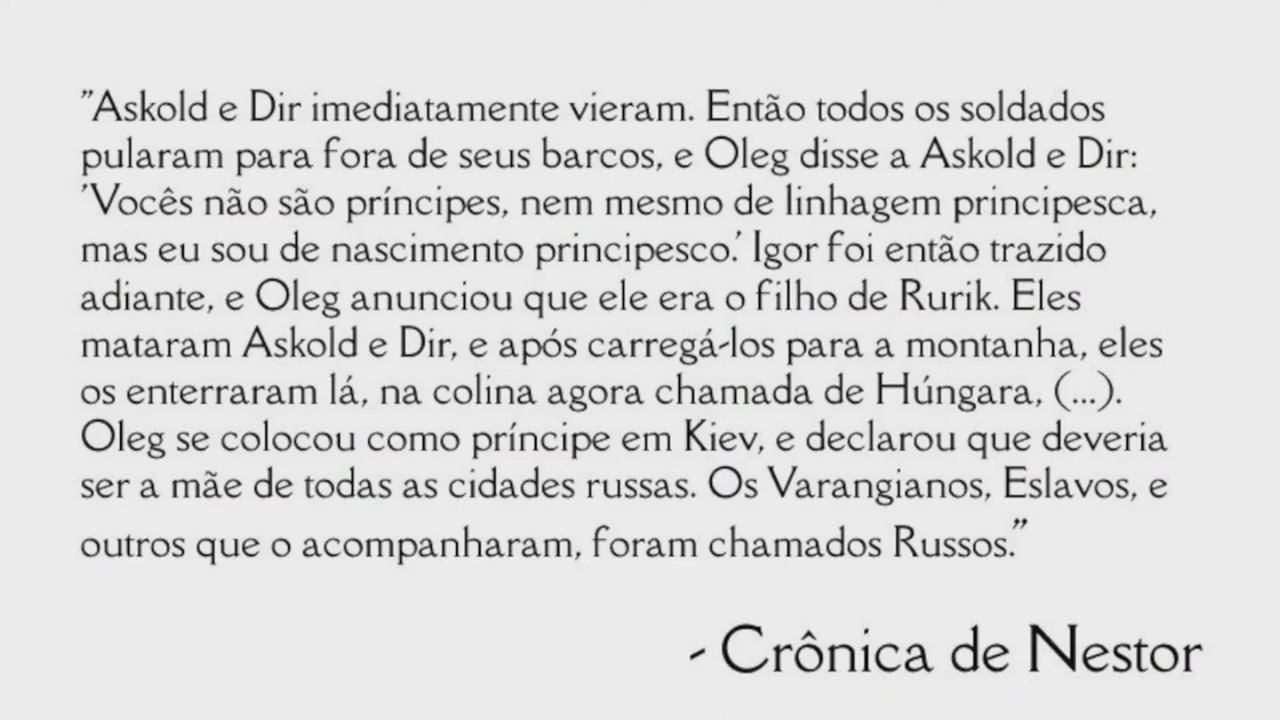 "Askold e Dir imediatamente vieram. Então todos os soldados
pularam para fora de seus barcos, e Oleg disse a Askold e Dir:
'Vocês não são príncipes, nem mesmo de linhagem principesca,
mas eu sou de nascimento principesco.' Igor foi então trazido
adiante, e Oleg anunciou que ele era o filho de Rurik. Eles
mataram Askold e Dir, e após carregá-los para a montanha, eles
os enterraram lá, na colina agora chamada de Húngara, (...).
Oleg se colocou como príncipe em Kiev, e declarou que deveria
ser a mãe de todas as cidades russas. Os Varangianos, Eslavos, e
outros que o acompanharam, foram chamados Russos."
- Crônica de Nestor